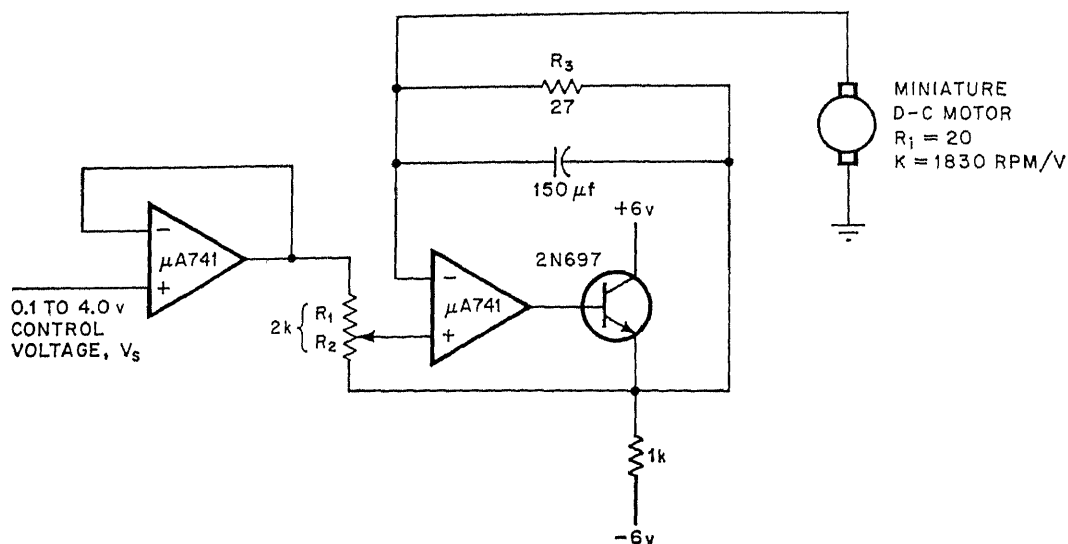 R3
27
MINIATURE
D-C MOTOR
Ri = 20
K = 1830 RPM/V
150 μf
+6v
−
μA741
+
2N697
−
μA741
+
0.1 TO 4.0 v
CONTROL
VOLTAGE, VS
2k
R1
R2
1k
−6v